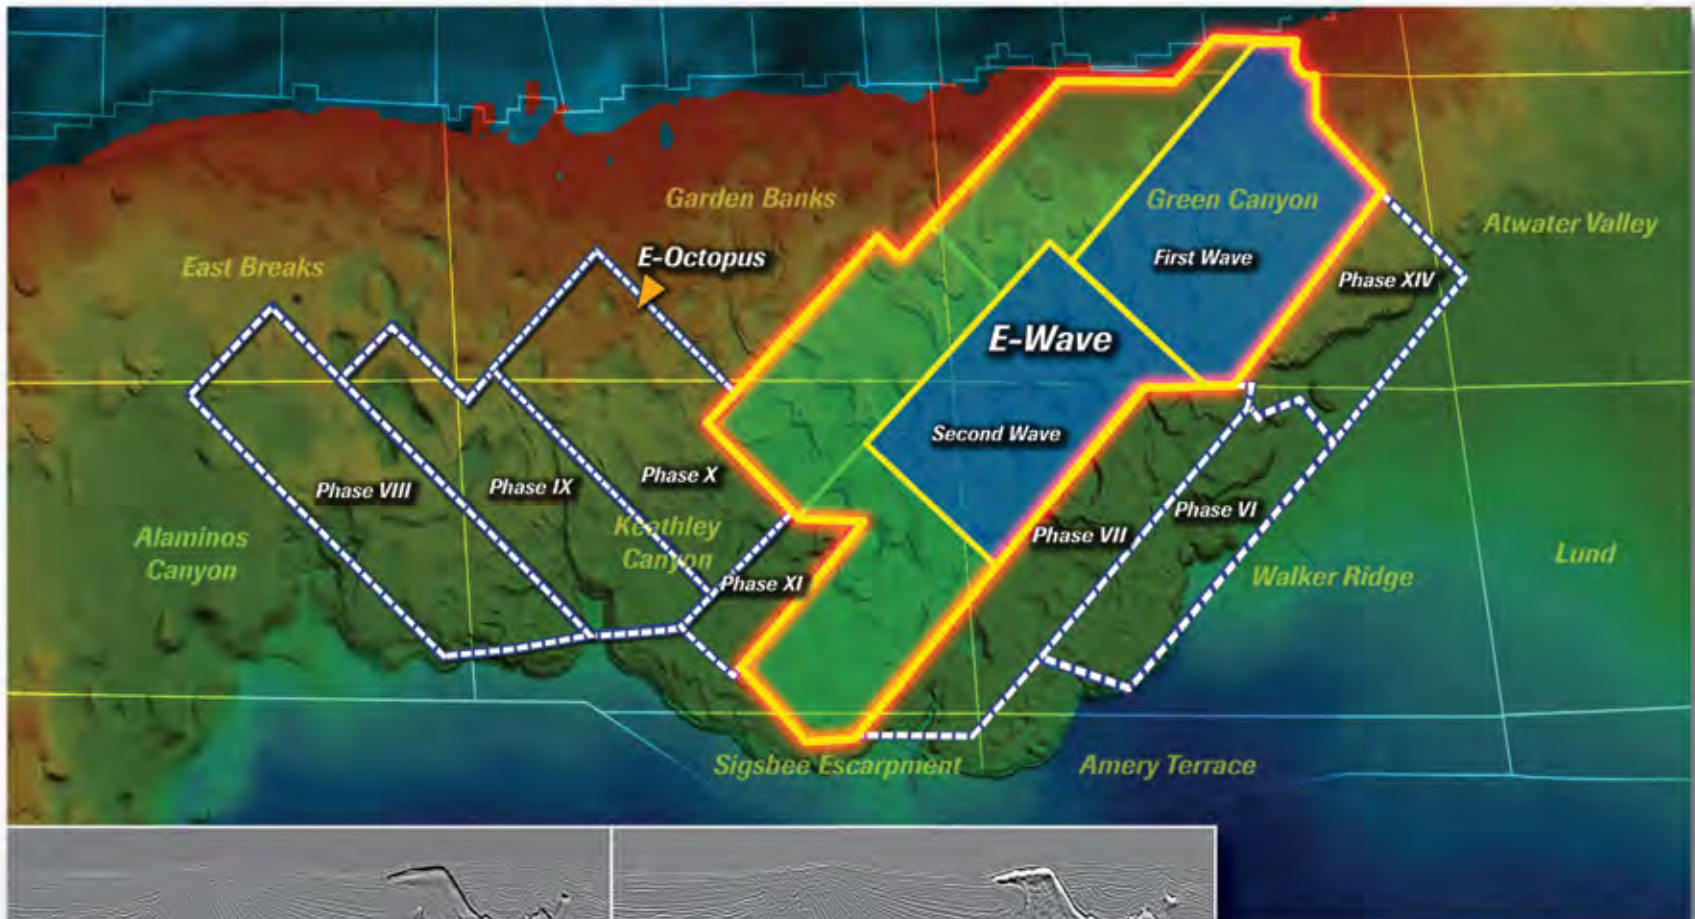 Garden Banks
Green Canyon
Atwater Valley
East Breaks
E-Octopus
First Wave
Phase XIV
E-Wave
Second Wave
Phase VIII
Phase IX
Phase X
Phase VI
Phase VII
Keathley
Canyon
Alaminos
Canyon
Phase XI
Walker Ridge
Lund
Sigsbee Escarpment
Amery Terrace